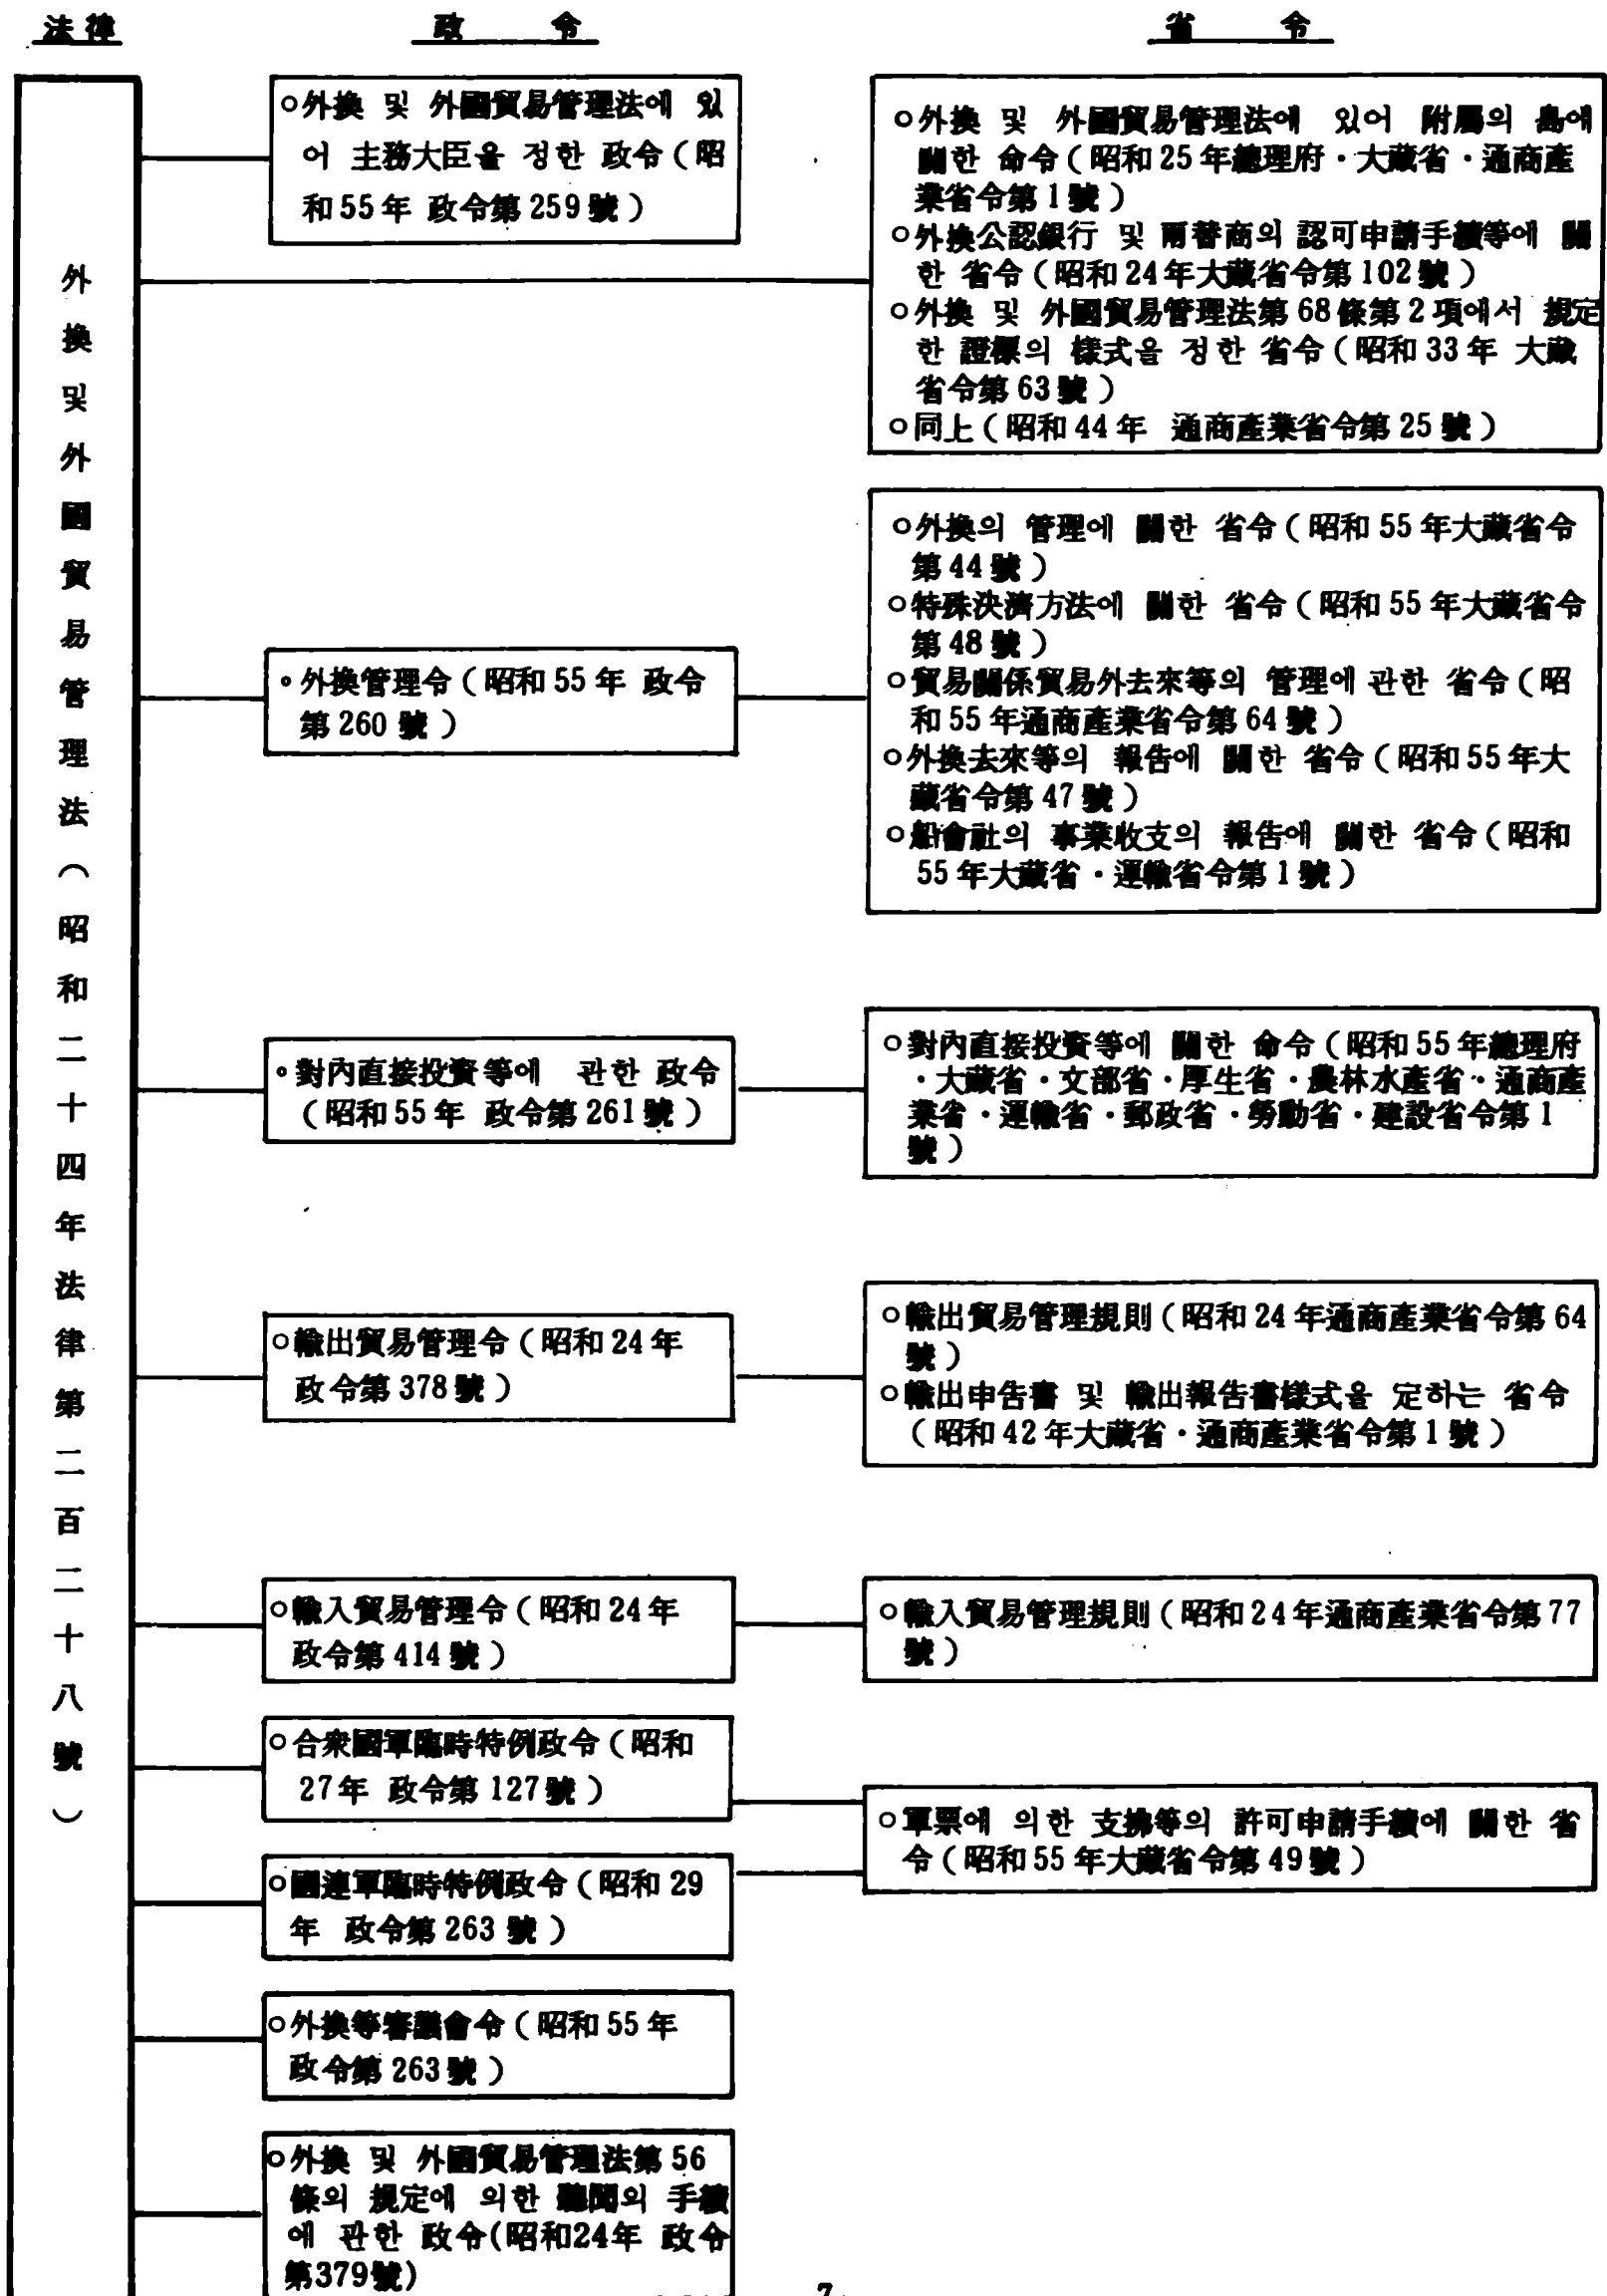 法律
政 令
省 令
外換 및 外國貿易管理法(昭和二十四年法律第二百二十八號)
○外換 및 外國貿易管理法에 있
어 主務大臣을 정한 政令(昭
和55年 政令第259號)
○外換 및 外國貿易管理法에 있어 附屬의 島에
關한 命令(昭和25年總理府・大藏省・通商產
業省令第1號)
○外換公認銀行 및 兩替商의 認可申請手續等에 關
한 省令(昭和24年大藏省令第102號)
○外換 및 外國貿易管理法第68條第2項에서 規定
한 證票의 樣式을 정한 省令(昭和33年 大藏
省令第63號)
○同上(昭和44年 通商產業省令第25號)
○外換管理令(昭和55年 政令
第260號)
○外換의 管理에 關한 省令(昭和55年大藏省令
第44號)
○特殊決濟方法에 關한 省令(昭和55年大藏省令
第48號)
○貿易關係貿易外去來等의 管理에 관한 省令(昭
和55年通商產業省令第64號)
○外換去來等의 報告에 關한 省令(昭和55年大
藏省令第47號)
○船會社의 事業收支의 報告에 關한 省令(昭和
55年大藏省・運輸省令第1號)
○對內直接投資等에 관한 政令
(昭和55年 政令第261號)
○對內直接投資等에 關한 命令(昭和55年總理府
・大藏省・文部省・厚生省・農林水產省・通商產
業省・運輸省・郵政省・勞動省・建設省令第1
號)
○輸出貿易管理令(昭和24年
政令第378號)
○輸出貿易管理規則(昭和24年通商產業省令第64
號)
○輸出申告書 및 輸出報告書樣式을 定하는 省令
(昭和42年大藏省・通商產業省令第1號)
○輸入貿易管理令(昭和24年
政令第414號)
○輸入貿易管理規則(昭和24年通商產業省令第77
號)
○合衆國軍臨時特例政令(昭和
27年 政令第127號)
○國連軍臨時特例政令(昭和29
年 政令第263號)
○軍票에 의한 支拂等의 許可申請手續에 關한 省
令(昭和55年大藏省令第49號)
○外換等審議會令(昭和55年
政令第263號)
○外換 및 外國貿易管理法第56
條의 規定에 의한 聽聞의 手續
에 관한 政令(昭和24年 政令
第379號)
7